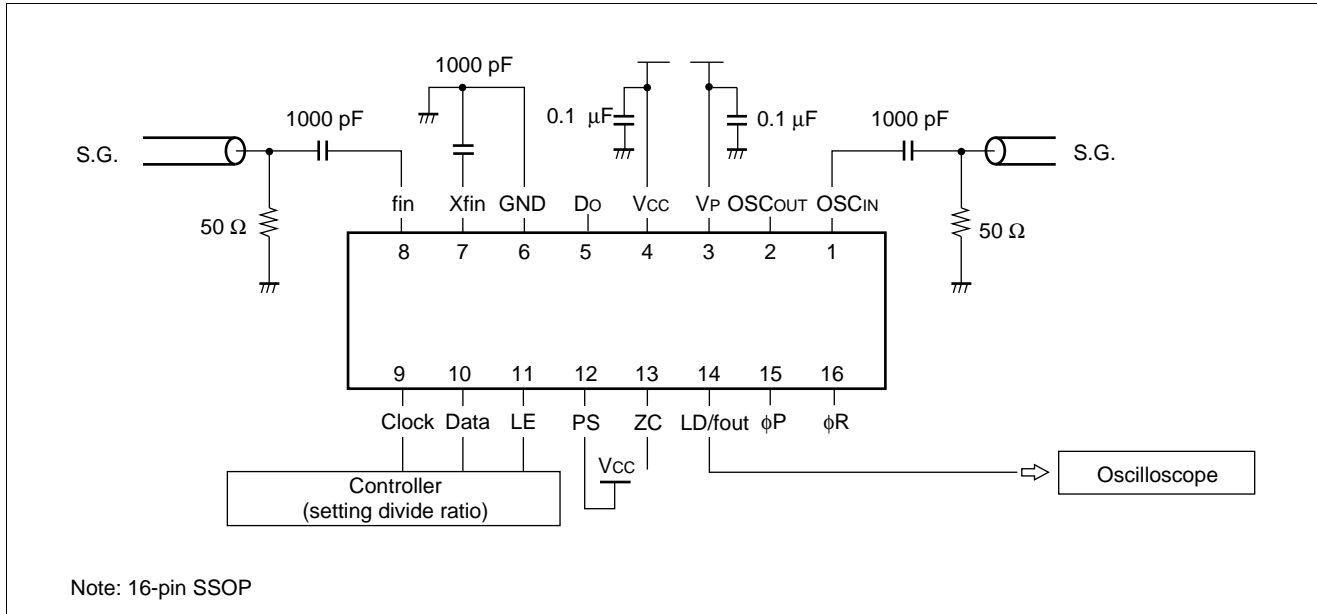 1000 pF
1000 pF
0.1 μF
0.1 μF
1000 pF
S.G.
S.G.
50 Ω
50 Ω
fin Xfin GND DO VCC VP OSCOUT OSCIN
8 7 6 5 4 3 2 1
9 10 11 12 13 14 15 16
Clock Data LE PS ZC LD/fout ϕP ϕR
VCC
Controller
(setting divide ratio)
Oscilloscope
Note: 16-pin SSOP